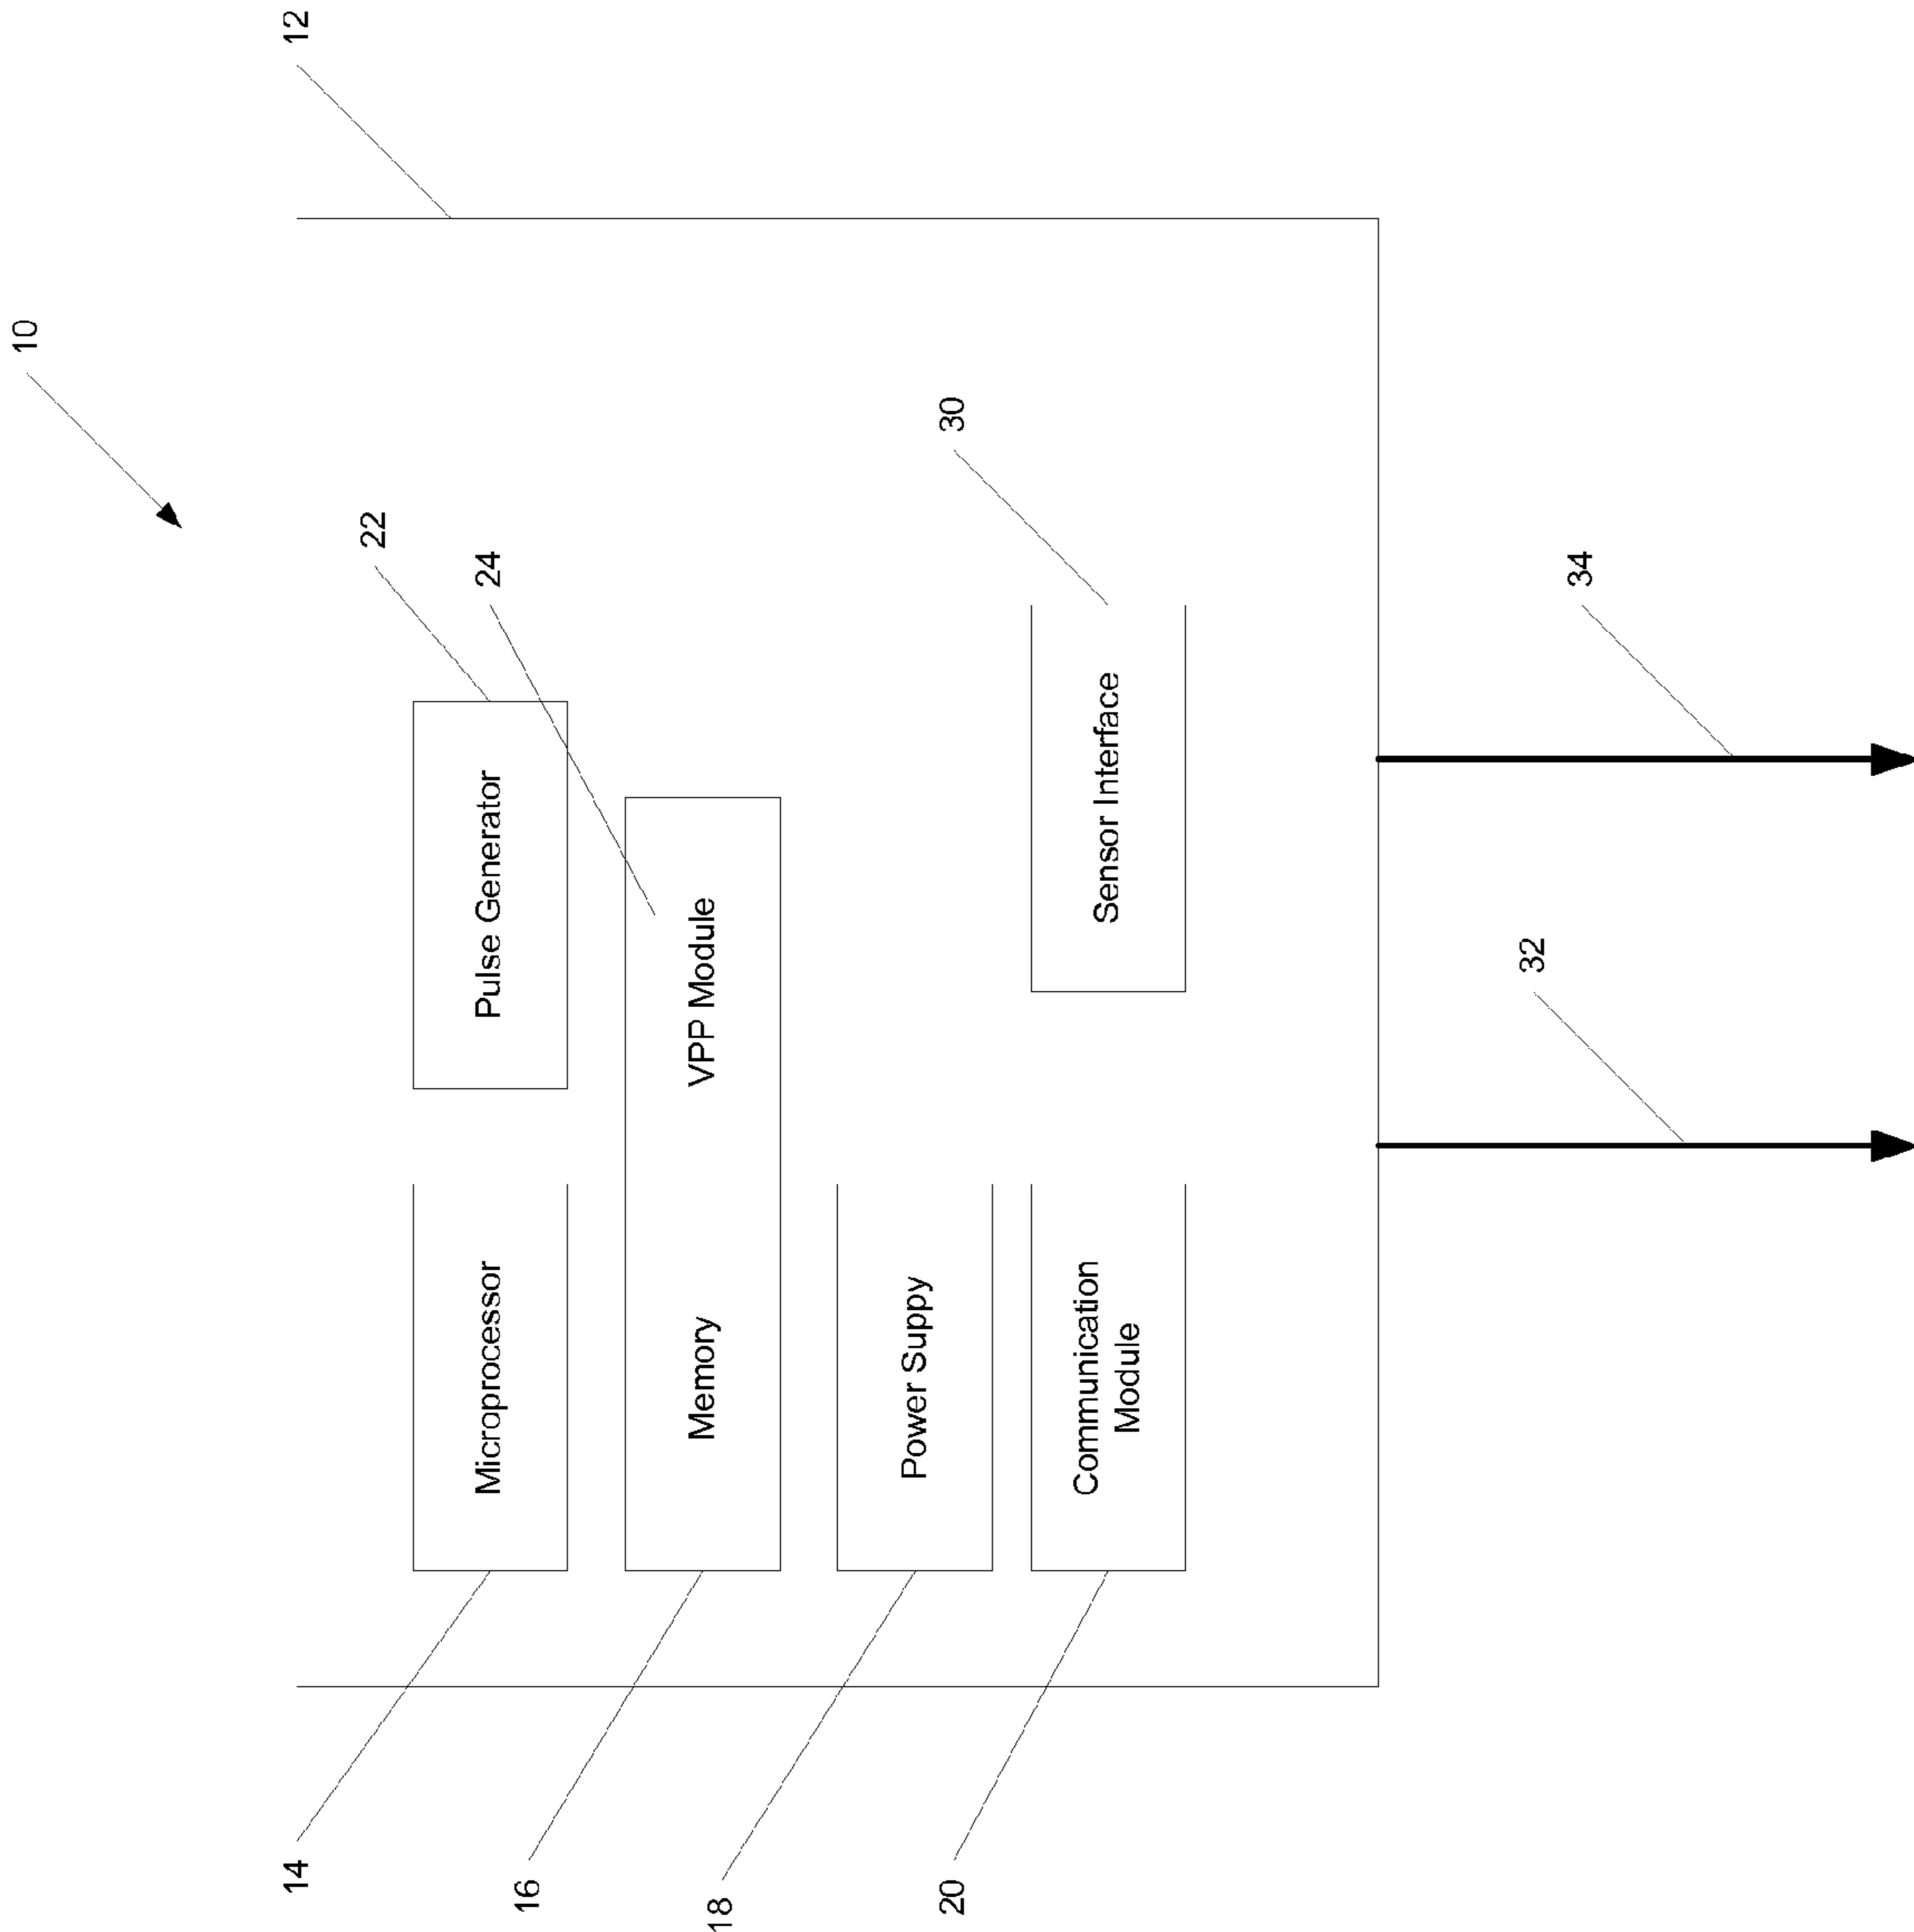 10
12
14
Microprocessor
Pulse Generator
22
24
16
Memory
VPP Module
18
Power Suppy
20
Communication
Module
Sensor Interface
30
32
34